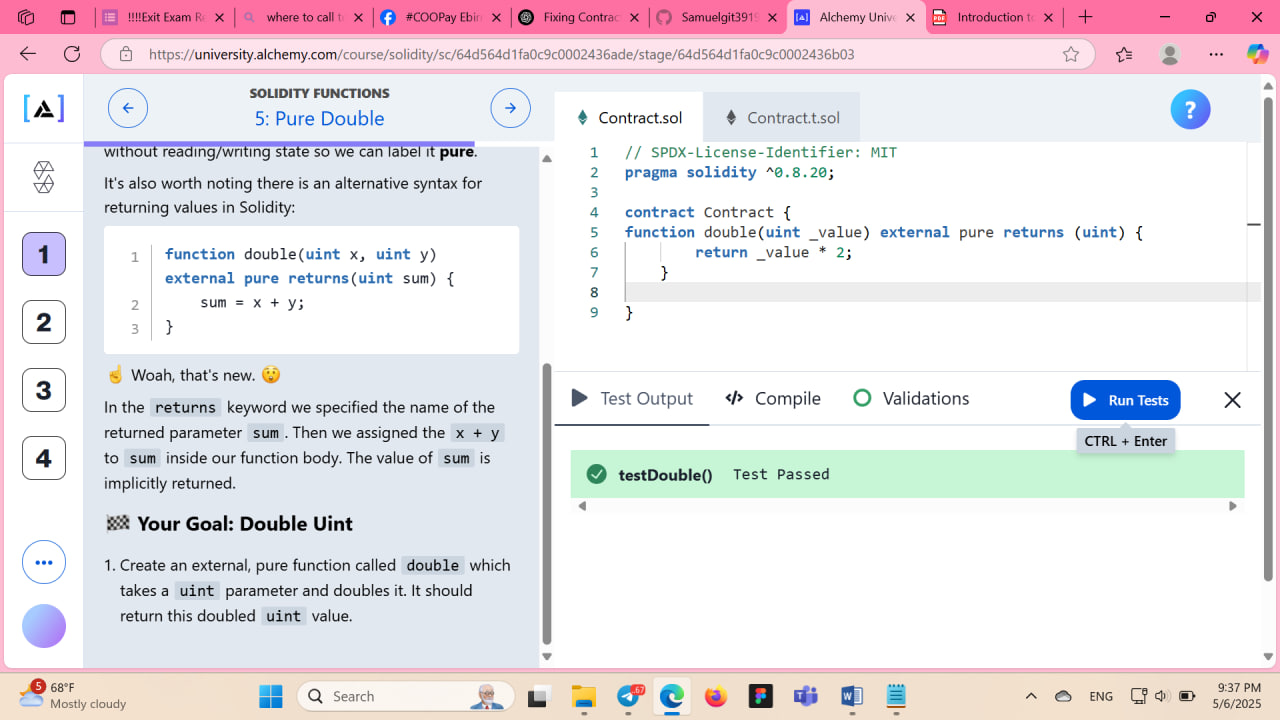 !!!!Exit Exam Re
where to call t
#COOPay Ebir
Fixing Contrac
Samuelgit3919
Alchemy Unive
Introduction to
https://university.alchemy.com/course/solidity/sc/64d564d1fa0c9c0002436ade/stage/64d564d1fa0c9c0002436b03
[A]
1
2
3
4
SOLIDITY FUNCTIONS
5: Pure Double
without reading/writing state so we can label it pure.
It's also worth noting there is an alternative syntax for
returning values in Solidity:
1 function double(uint x, uint y)
external pure returns(uint sum) {
2 sum = x + y;
3 }
☝️ Woah, that's new. 😲
In the returns keyword we specified the name of the
returned parameter sum . Then we assigned the x + y
to sum inside our function body. The value of sum is
implicitly returned.
🏁 Your Goal: Double Uint
1. Create an external, pure function called double which
takes a uint parameter and doubles it. It should
return this doubled uint value.
Contract.sol
Contract.t.sol
?
1 // SPDX-License-Identifier: MIT
2 pragma solidity ^0.8.20;
3
4 contract Contract {
5 function double(uint _value) external pure returns (uint) {
6 return _value * 2;
7 }
8
9 }
Test Output
Compile
Validations
Run Tests
CTRL + Enter
testDouble() Test Passed
5
68°F
Mostly cloudy
Search
.67
ENG
9:37 PM
5/6/2025